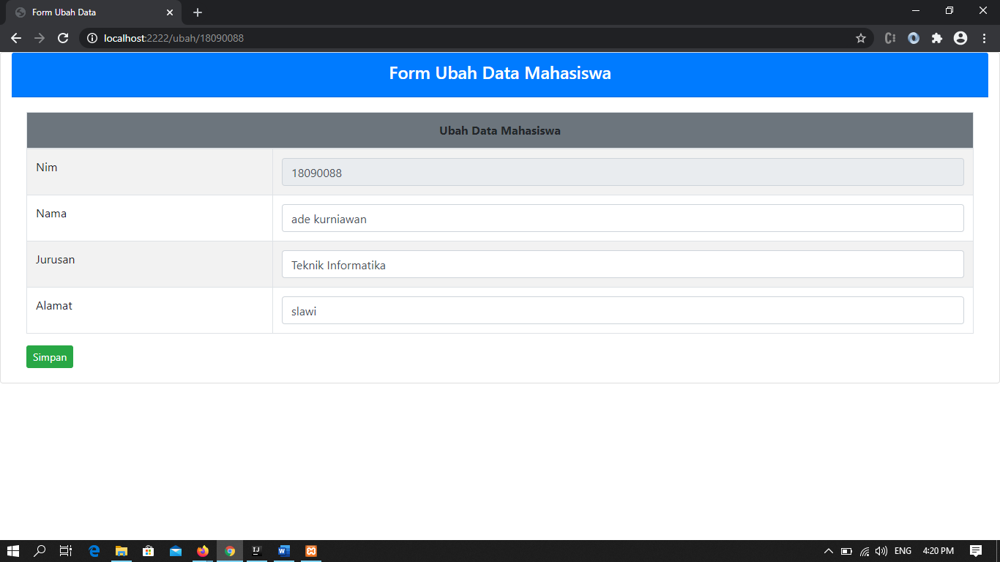 Form Ubah Data
localhost:2222/ubah/18090088
Form Ubah Data Mahasiswa
Ubah Data Mahasiswa
Nim 18090088
Nama ade kurniawan
Jurusan Teknik Informatika
Alamat slawi
Simpan
ENG 4:20 PM